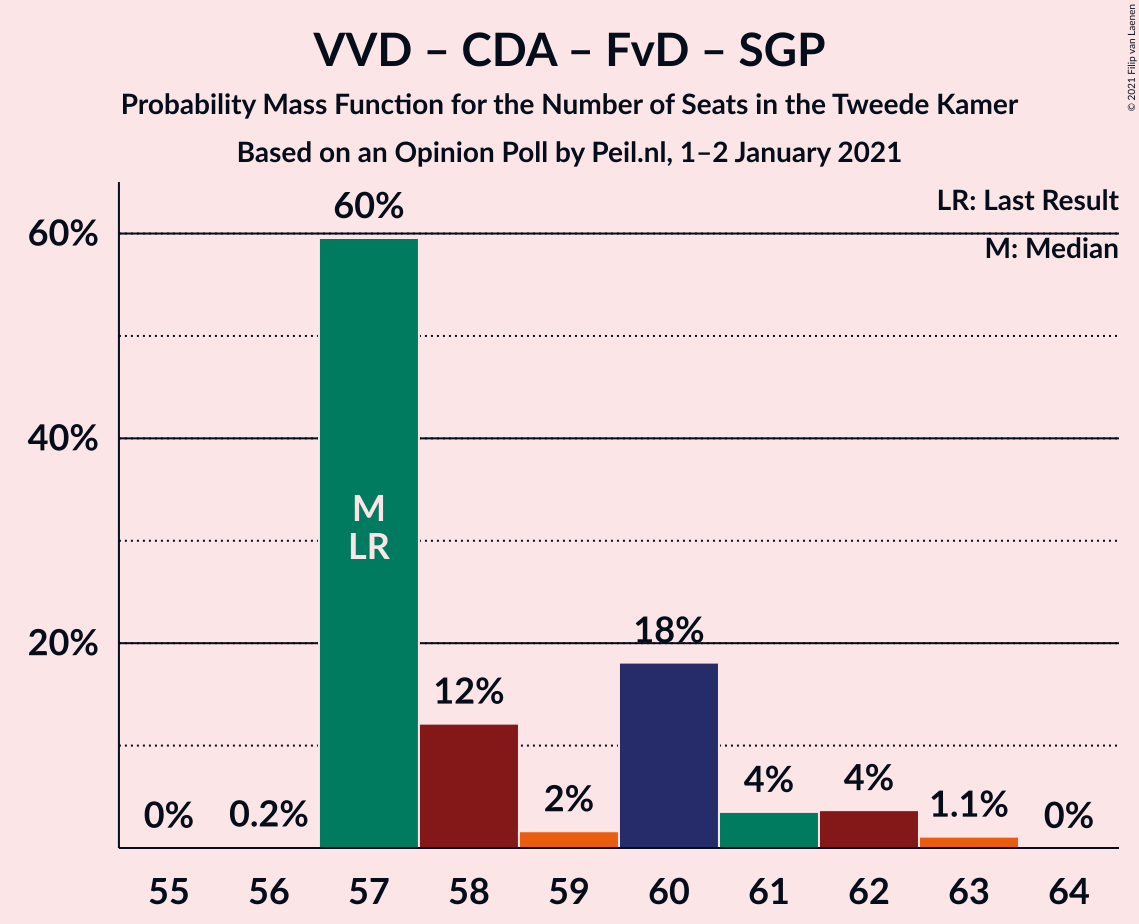 VVD – CDA – FvD – SGP
Probability Mass Function for the Number of Seats in the Tweede Kamer
Based on an Opinion Poll by Peil.nl, 1–2 January 2021
© 2021 Filip van Laenen
LR: Last Result
M: Median
60%
40%
20%
0%
0.2%
60%
M
LR
12%
2%
18%
4%
4%
1.1%
0%
55 56 57 58 59 60 61 62 63 64